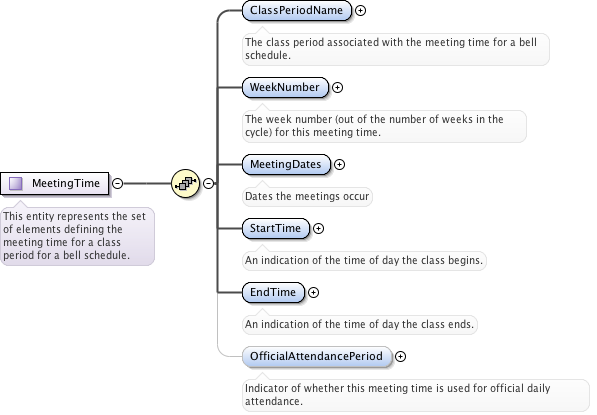 ClassPeriodName
The class period associated with the meeting time for a bell
schedule.
WeekNumber
The week number (out of the number of weeks in the
cycle) for this meeting time.
MeetingDates
Dates the meetings occur
MeetingTime
This entity represents the set
of elements defining the
meeting time for a class
period for a bell schedule.
StartTime
An indication of the time of day the class begins.
EndTime
An indication of the time of day the class ends.
OfficialAttendancePeriod
Indicator of whether this meeting time is used for official daily
attendance.